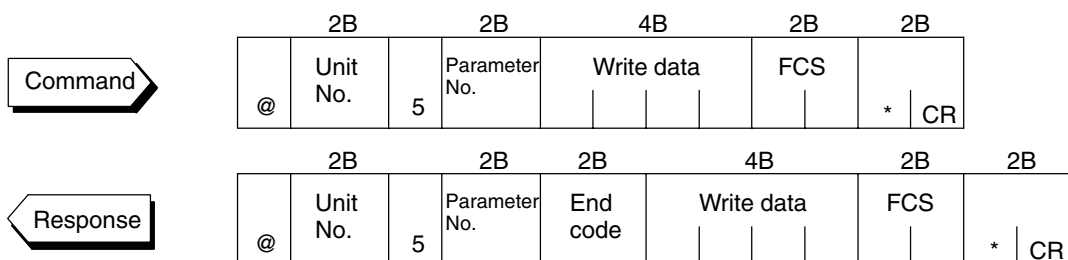 2B 2B 4B 2B 2B
Command
@ Unit No. 5 Parameter No. Write data FCS * CR
2B 2B 2B 4B 2B 2B
Response
@ Unit No. 5 Parameter No. End code Write data FCS * CR